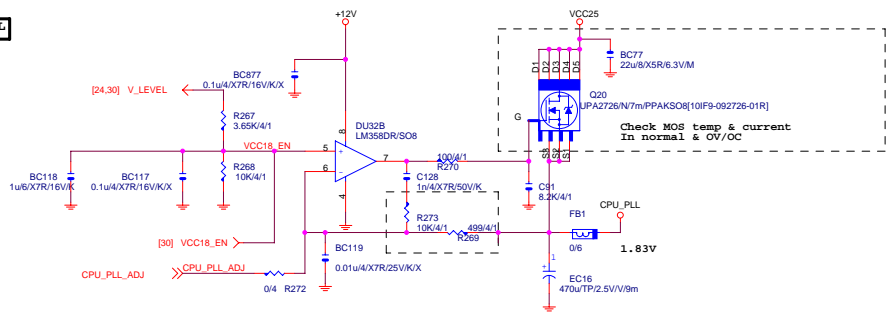 L
+12V
VCC25
BC877
0.1u/4/X7R/16V/K/X
[24.30] V_LEVEL
R267
3.65K/4/1
VCC18_EN
R268
10K/4/1
BC118
1u/6/X7R/16V/K
BC117
0.1u/4/X7R/16V/K/X
[30] VCC18_EN
CPU_PLL_ADJ
CPU_PLL_ADJ
0/4 R272
BC119
0.01u/4/X7R/25V/K/X
DU32B
LM358DR/SO8
8
5
6
7
4
+
-
100/4/1
R270
C128
1n/4/X7R/50V/K
R273
10K/4/1
499/4/1
R269
C91
8.2K/4/1
D1
D2
D3
D4
D5
G
S3
S2
S1
BC77
22u/8/X5R/6.3V/M
Q20
UPA2726/N/7m/PPAKSO8[10IF9-092726-01R]
Check MOS temp & current
In normal & OV/OC
CPU_PLL
FB1
0/6
1.83V
1
+
EC16
470u/TP/2.5V/V/9m